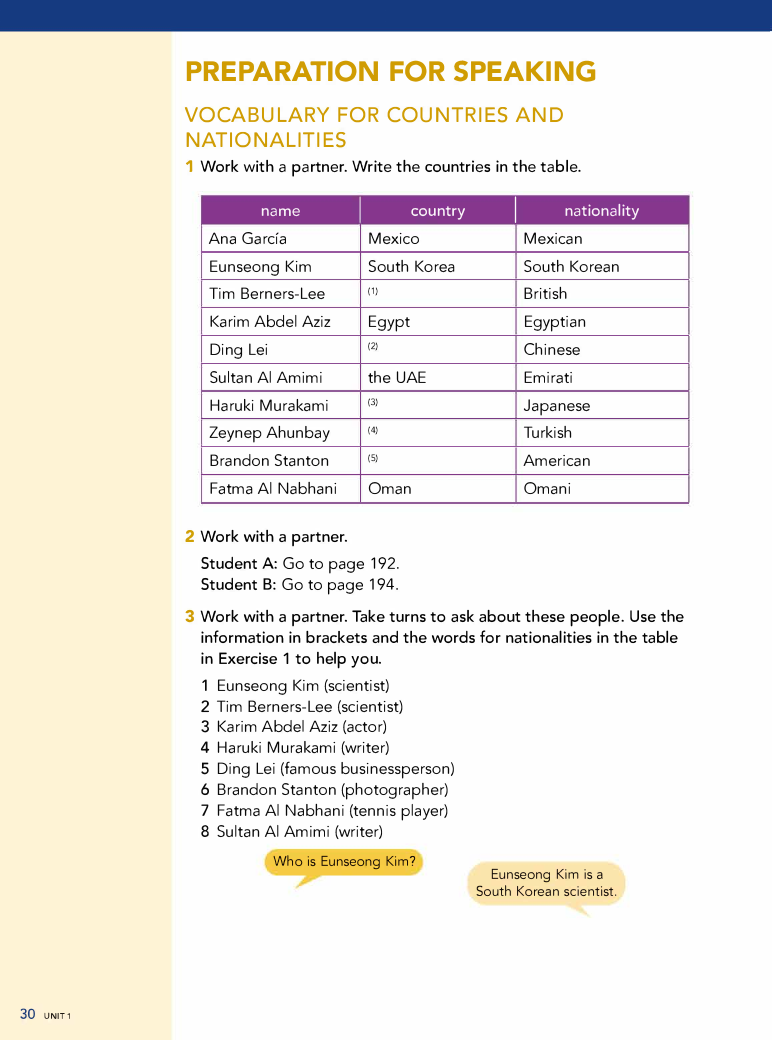 PREPARATION FOR SPEAKING
VOCABULARY FOR COUNTRIES AND
NATIONALITIES
1 Work with a partner. Write the countries in the table.
name country nationality
Ana García Mexico Mexican
Eunseong Kim South Korea South Korean
Tim Berners-Lee (1) British
Karim Abdel Aziz Egypt Egyptian
Ding Lei (2) Chinese
Sultan Al Amimi the UAE Emirati
Haruki Murakami (3) Japanese
Zeynep Ahunbay (4) Turkish
Brandon Stanton (5) American
Fatma Al Nabhani Oman Omani
2 Work with a partner.
Student A: Go to page 192.
Student B: Go to page 194.
3 Work with a partner. Take turns to ask about these people. Use the
information in brackets and the words for nationalities in the table
in Exercise 1 to help you.
1 Eunseong Kim (scientist)
2 Tim Berners-Lee (scientist)
3 Karim Abdel Aziz (actor)
4 Haruki Murakami (writer)
5 Ding Lei (famous businessperson)
6 Brandon Stanton (photographer)
7 Fatma Al Nabhani (tennis player)
8 Sultan Al Amimi (writer)
Who is Eunseong Kim?
Eunseong Kim is a
South Korean scientist.
30 UNIT 1